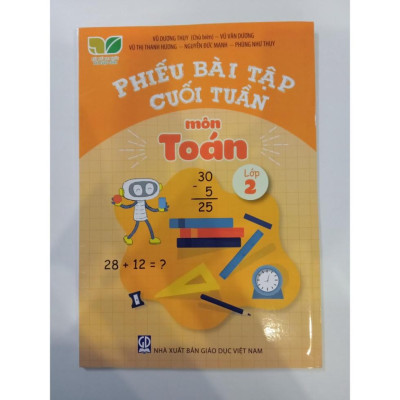 VŨ DƯƠNG THỤY (Chủ biên) – VŨ VĂN DƯƠNG
VŨ THỊ THANH HƯƠNG – NGUYỄN ĐỨC MẠNH – PHÙNG NHƯ THỤY
PHIẾU BÀI TẬP
CUỐI TUẦN
môn
Toán
Lớp
2
30
- 5
25
28 + 12 = ?
NHÀ XUẤT BẢN GIÁO DỤC VIỆT NAM